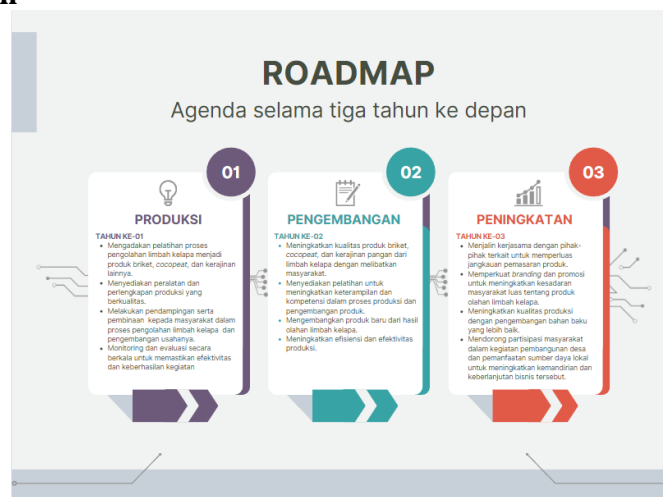 ROADMAP
Agenda selama tiga tahun ke depan
01
PRODUKSI
TAHUN KE-01
• Mengadakan pelatihan proses
pengolahan limbah kelapa menjadi
produk briket, cocopeat, dan kerajinan
lainnya.
• Menyediakan peralatan dan
perlengkapan produksi yang
berkualitas.
• Melakukan pendampingan serta
pembinaan kepada masyarakat dalam
proses pengolahan limbah kelapa dan
pengembangan usahanya.
• Monitoring dan evaluasi secara
berkala untuk memastikan efektivitas
dan keberhasilan kegiatan
02
PENGEMBANGAN
TAHUN KE-02
• Meningkatkan kualitas produk briket,
cocopeat, dan kerajinan pangan dari
limbah kelapa dengan melibatkan
masyarakat.
• Menyediakan pelatihan untuk
meningkatkan keterampilan dan
kompetensi dalam proses produksi dan
pengembangan produk.
• Mengembangkan produk baru dari hasil
olahan limbah kelapa.
• Meningkatkan efisiensi dan efektivitas
produksi.
03
PENINGKATAN
TAHUN KE-03
• Menjalin kerjasama dengan pihak-
pihak terkait untuk memperluas
jangkauan pemasaran produk.
• Memperkuat branding dan promosi
untuk meningkatkan kesadaran
masyarakat luas tentang produk
olahan limbah kelapa.
• Meningkatkan kualitas produksi
dengan pengembangan bahan baku
yang lebih baik.
• Mendorong partisipasi masyarakat
dalam kegiatan pembangunan desa
dan pemanfaatan sumber daya lokal
untuk meningkatkan kemandirian dan
keberlanjutan bisnis tersebut.